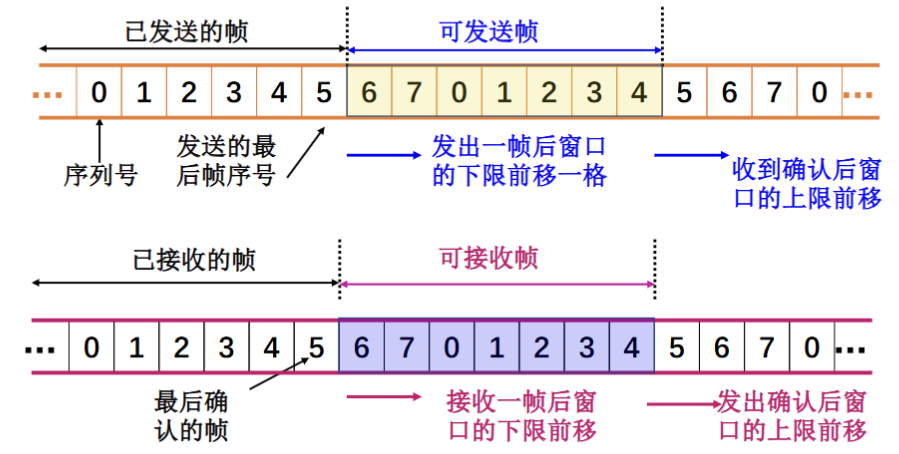 已发送的帧
可发送帧
... 0 1 2 3 4 5 6 7 0 1 2 3 4 5 6 7 0 ...
序列号
发送的最
后帧序号
发出一帧后窗口
的下限前移一格
收到确认后窗
口的上限前移
已接收的帧
可接收帧
... 0 1 2 3 4 5 6 7 0 1 2 3 4 5 6 7 0 ...
最后确
认的帧
接收一帧后窗
口的下限前移
发出确认后窗
口的上限前移